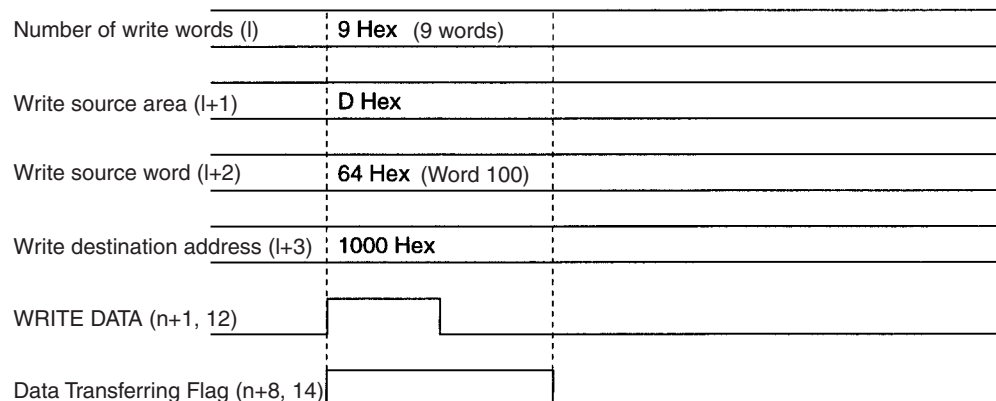 Number of write words (l) 9 Hex (9 words)
Write source area (l+1) D Hex
Write source word (l+2) 64 Hex (Word 100)
Write destination address (l+3) 1000 Hex
WRITE DATA (n+1, 12)
Data Transferring Flag (n+8, 14)